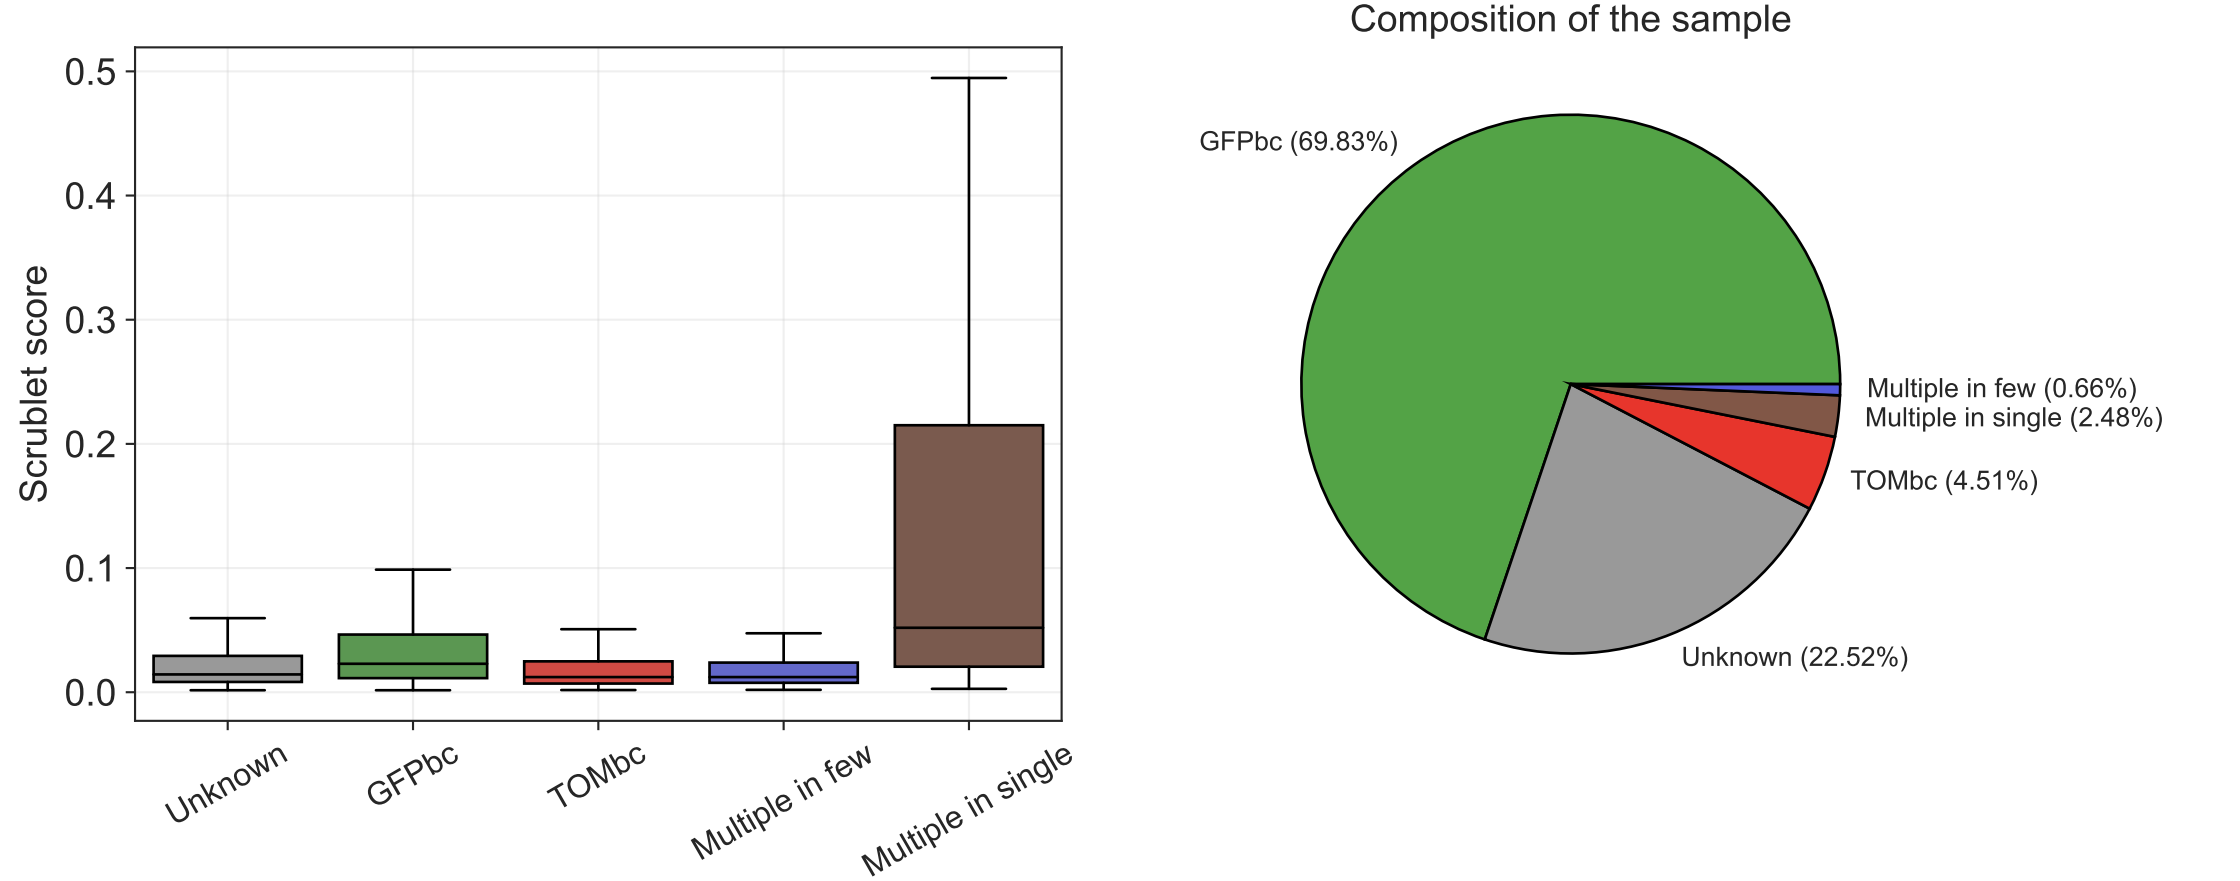 Composition of the sample
0.5
0.4
0.3
0.2
0.1
0.0
Scrublet score
Unknown
GFPbc
TOMbc
Multiple in few
Multiple in single
GFPbc (69.83%)
Multiple in few (0.66%)
Multiple in single (2.48%)
TOMbc (4.51%)
Unknown (22.52%)